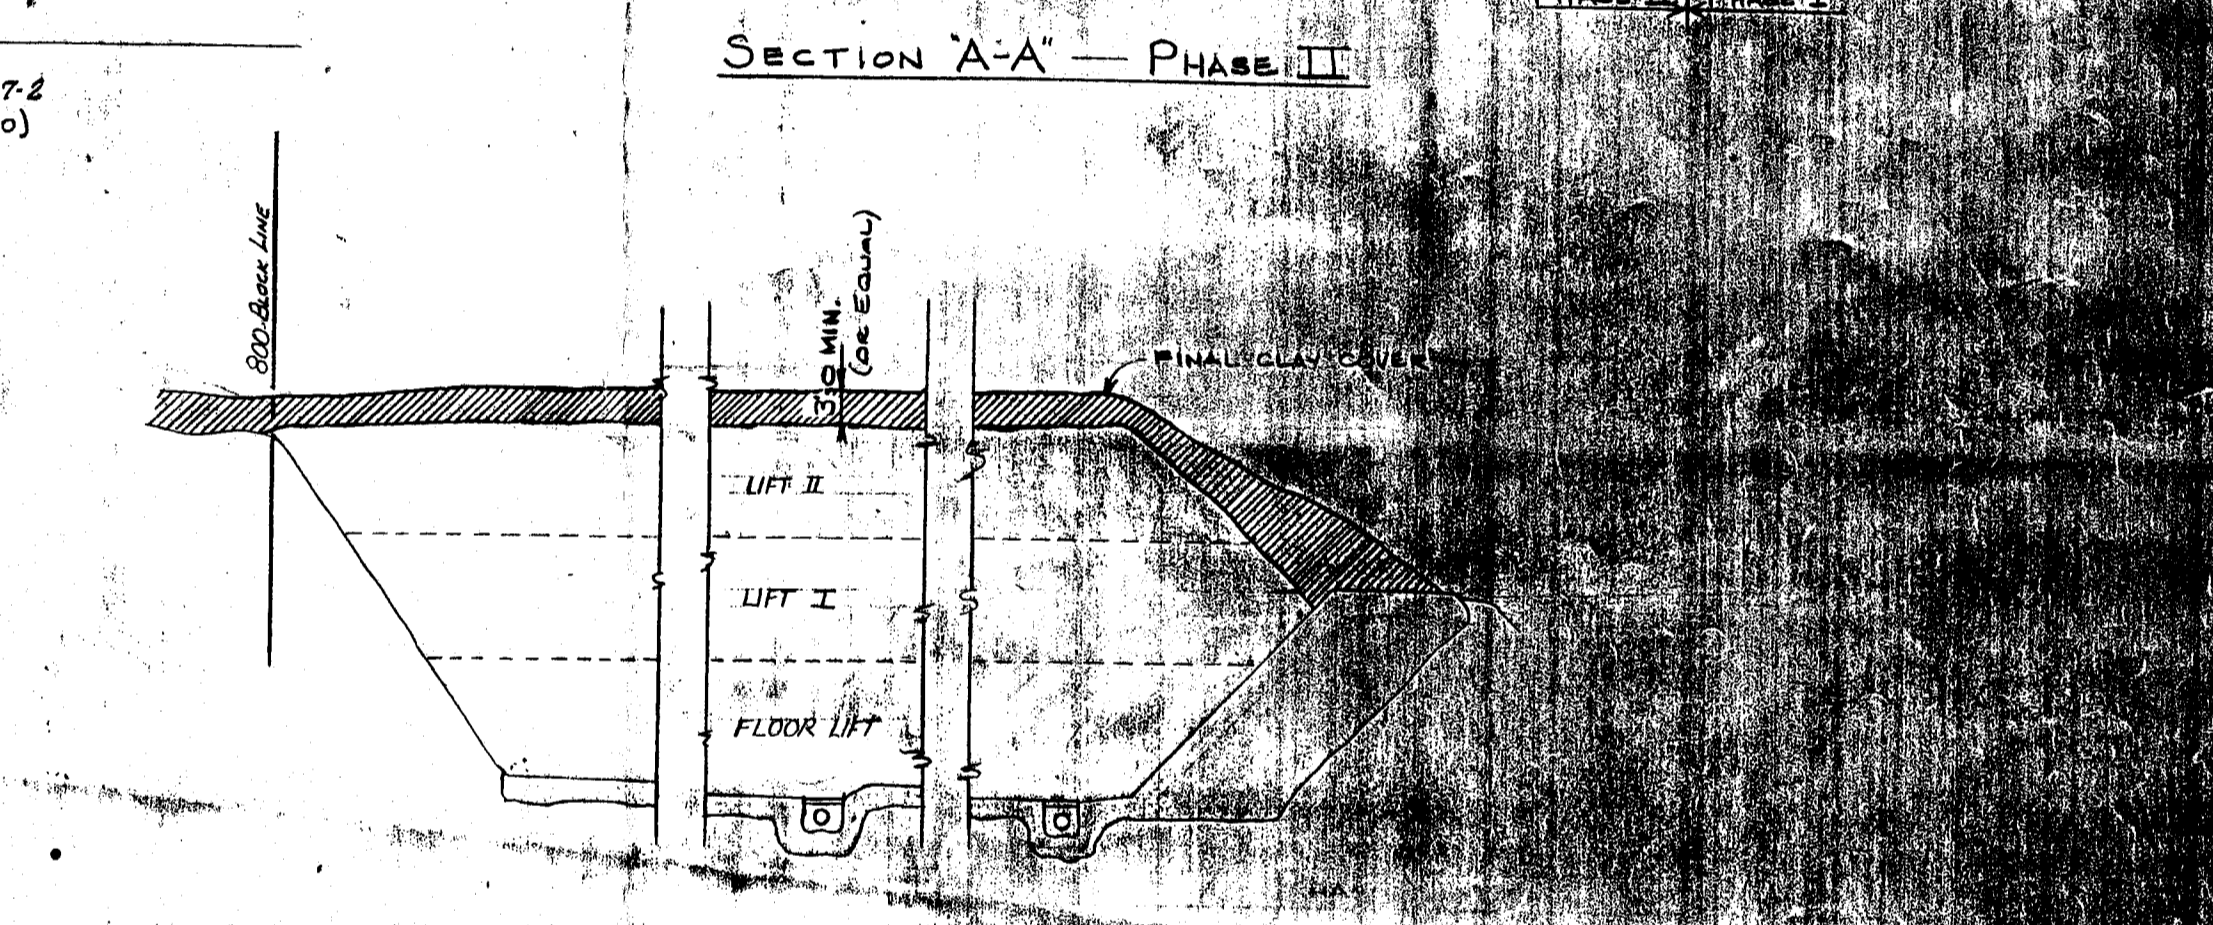 SECTION "A-A" — PHASE II
7-2
o)
800-BLOCK LINE
3'-0 MIN.
(OR EQUAL)
FINAL CLAY COVER
LIFT II
LIFT I
FLOOR LIFT